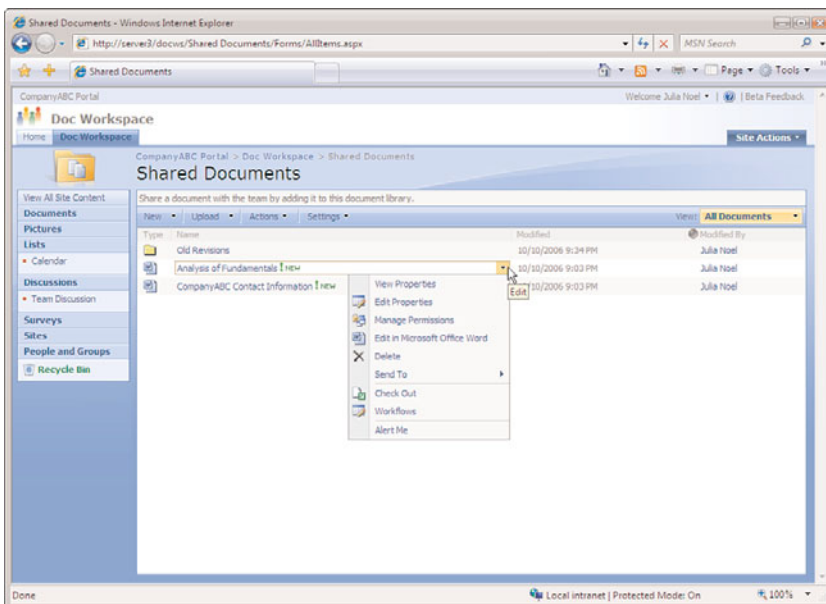 Shared Documents - Windows Internet Explorer
http://server3/docws/Shared Documents/Forms/AllItems.aspx
MSN Search
Shared Documents
Page
Tools
CompanyABC Portal
Welcome Julia Noel | | Beta Feedback
Doc Workspace
Home Doc Workspace
Site Actions
CompanyABC Portal > Doc Workspace > Shared Documents
Shared Documents
View All Site Content
Share a document with the team by adding it to this document library.
Documents
New Upload Actions Settings
View: All Documents
Pictures
Type Name Modified Modified By
Lists
Old Revisions 10/10/2006 9:34 PM Julia Noel
Calendar
Analysis of Fundamentals ! NEW 10/10/2006 9:03 PM Julia Noel
Discussions
CompanyABC Contact Information ! NEW 10/10/2006 9:03 PM Julia Noel
Team Discussion
Surveys
Sites
People and Groups
Recycle Bin
View Properties
Edit
Edit Properties
Manage Permissions
Edit in Microsoft Office Word
Delete
Send To
Check Out
Workflows
Alert Me
Done
Local intranet | Protected Mode: On
100%